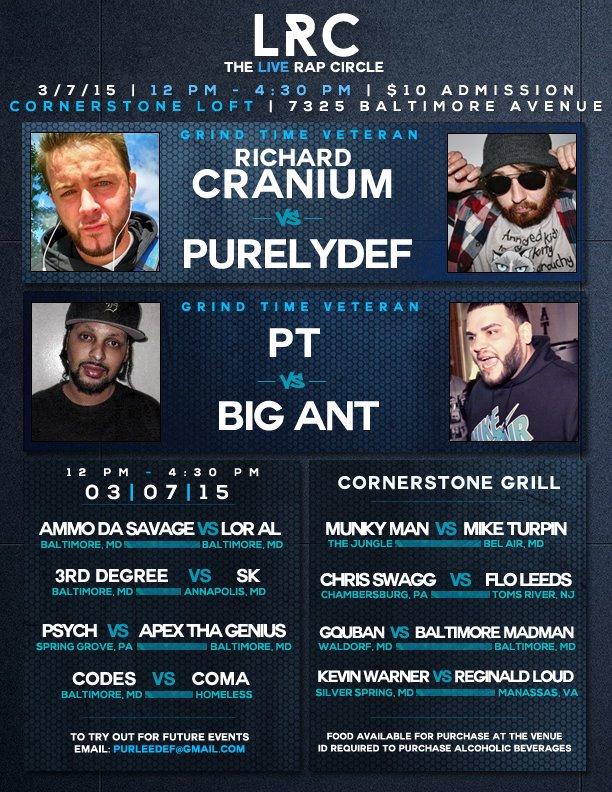 LRC
THE LIVE RAP CIRCLE
3/7/15 | 12 PM - 4:30 PM | $10 ADMISSION
CORNERSTONE LOFT | 7325 BALTIMORE AVENUE
GRIND TIME VETERAN
RICHARD
CRANIUM
VS
PURELYDEF
GRIND TIME VETERAN
PT
VS
BIG ANT
12 PM - 4:30 PM
03|07|15
AMMO DA SAVAGE VS LOR AL
BALTIMORE, MD BALTIMORE, MD
3RD DEGREE VS SK
BALTIMORE, MD ANNAPOLIS, MD
PSYCH VS APEX THA GENIUS
SPRING GROVE, PA BALTIMORE, MD
CODES VS COMA
BALTIMORE, MD HOMELESS
TO TRY OUT FOR FUTURE EVENTS
EMAIL: PURLEEDEF@GMAIL.COM
CORNERSTONE GRILL
MUNKY MAN VS MIKE TURPIN
THE JUNGLE BEL AIR, MD
CHRIS SWAGG VS FLO LEEDS
CHAMBERSBURG, PA TOMS RIVER, NJ
GQUBAN VS BALTIMORE MADMAN
WALDORF, MD BALTIMORE, MD
KEVIN WARNER VS REGINALD LOUD
SILVER SPRING, MD MANASSAS, VA
FOOD AVAILABLE FOR PURCHASE AT THE VENUE
ID REQUIRED TO PURCHASE ALCOHOLIC BEVERAGES